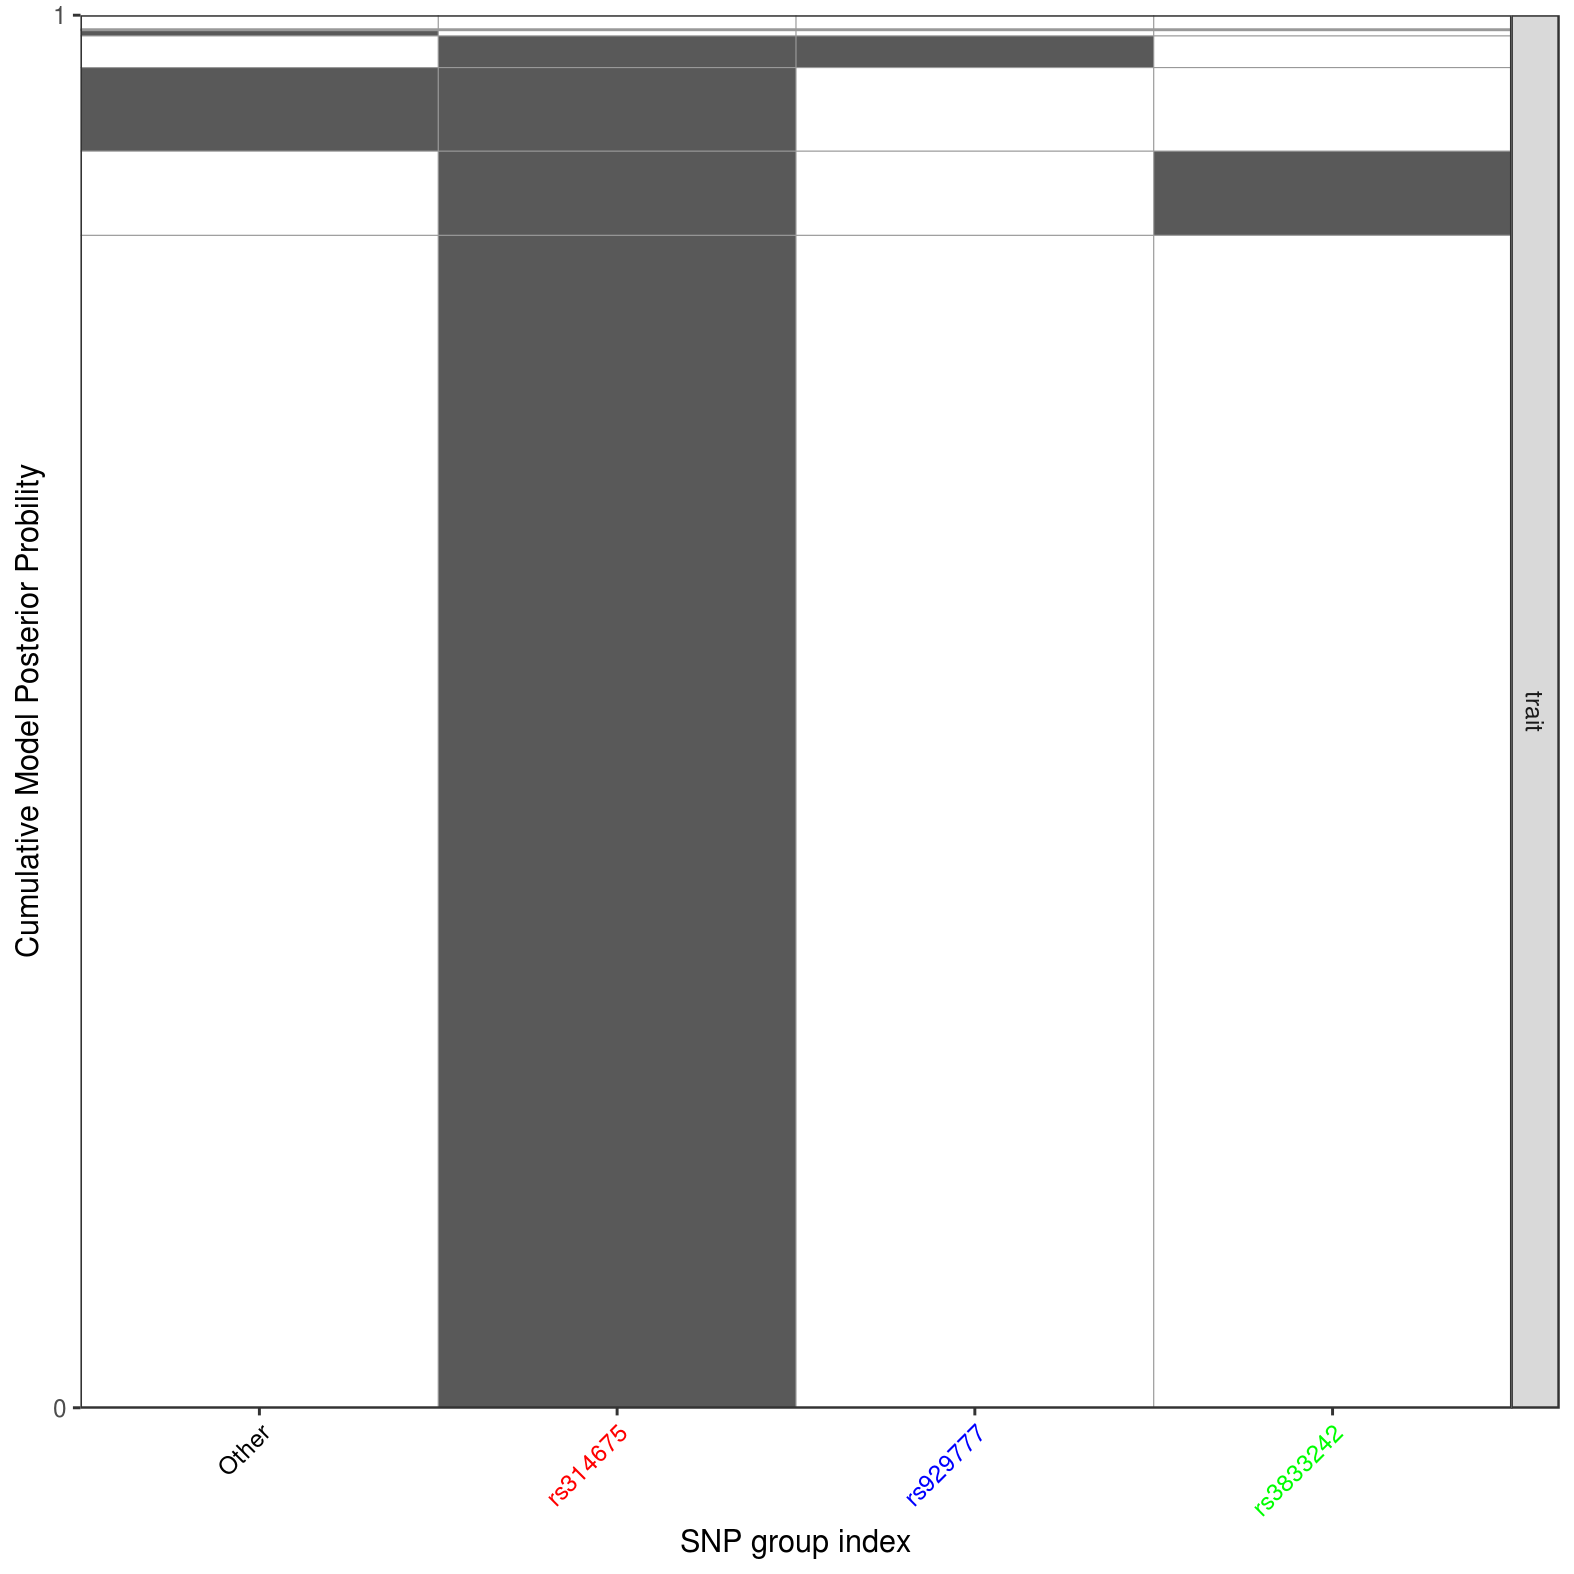 1
0
Cumulative Model Posterior Probility
trait
Other
rs314675
rs929777
rs3833242
SNP group index